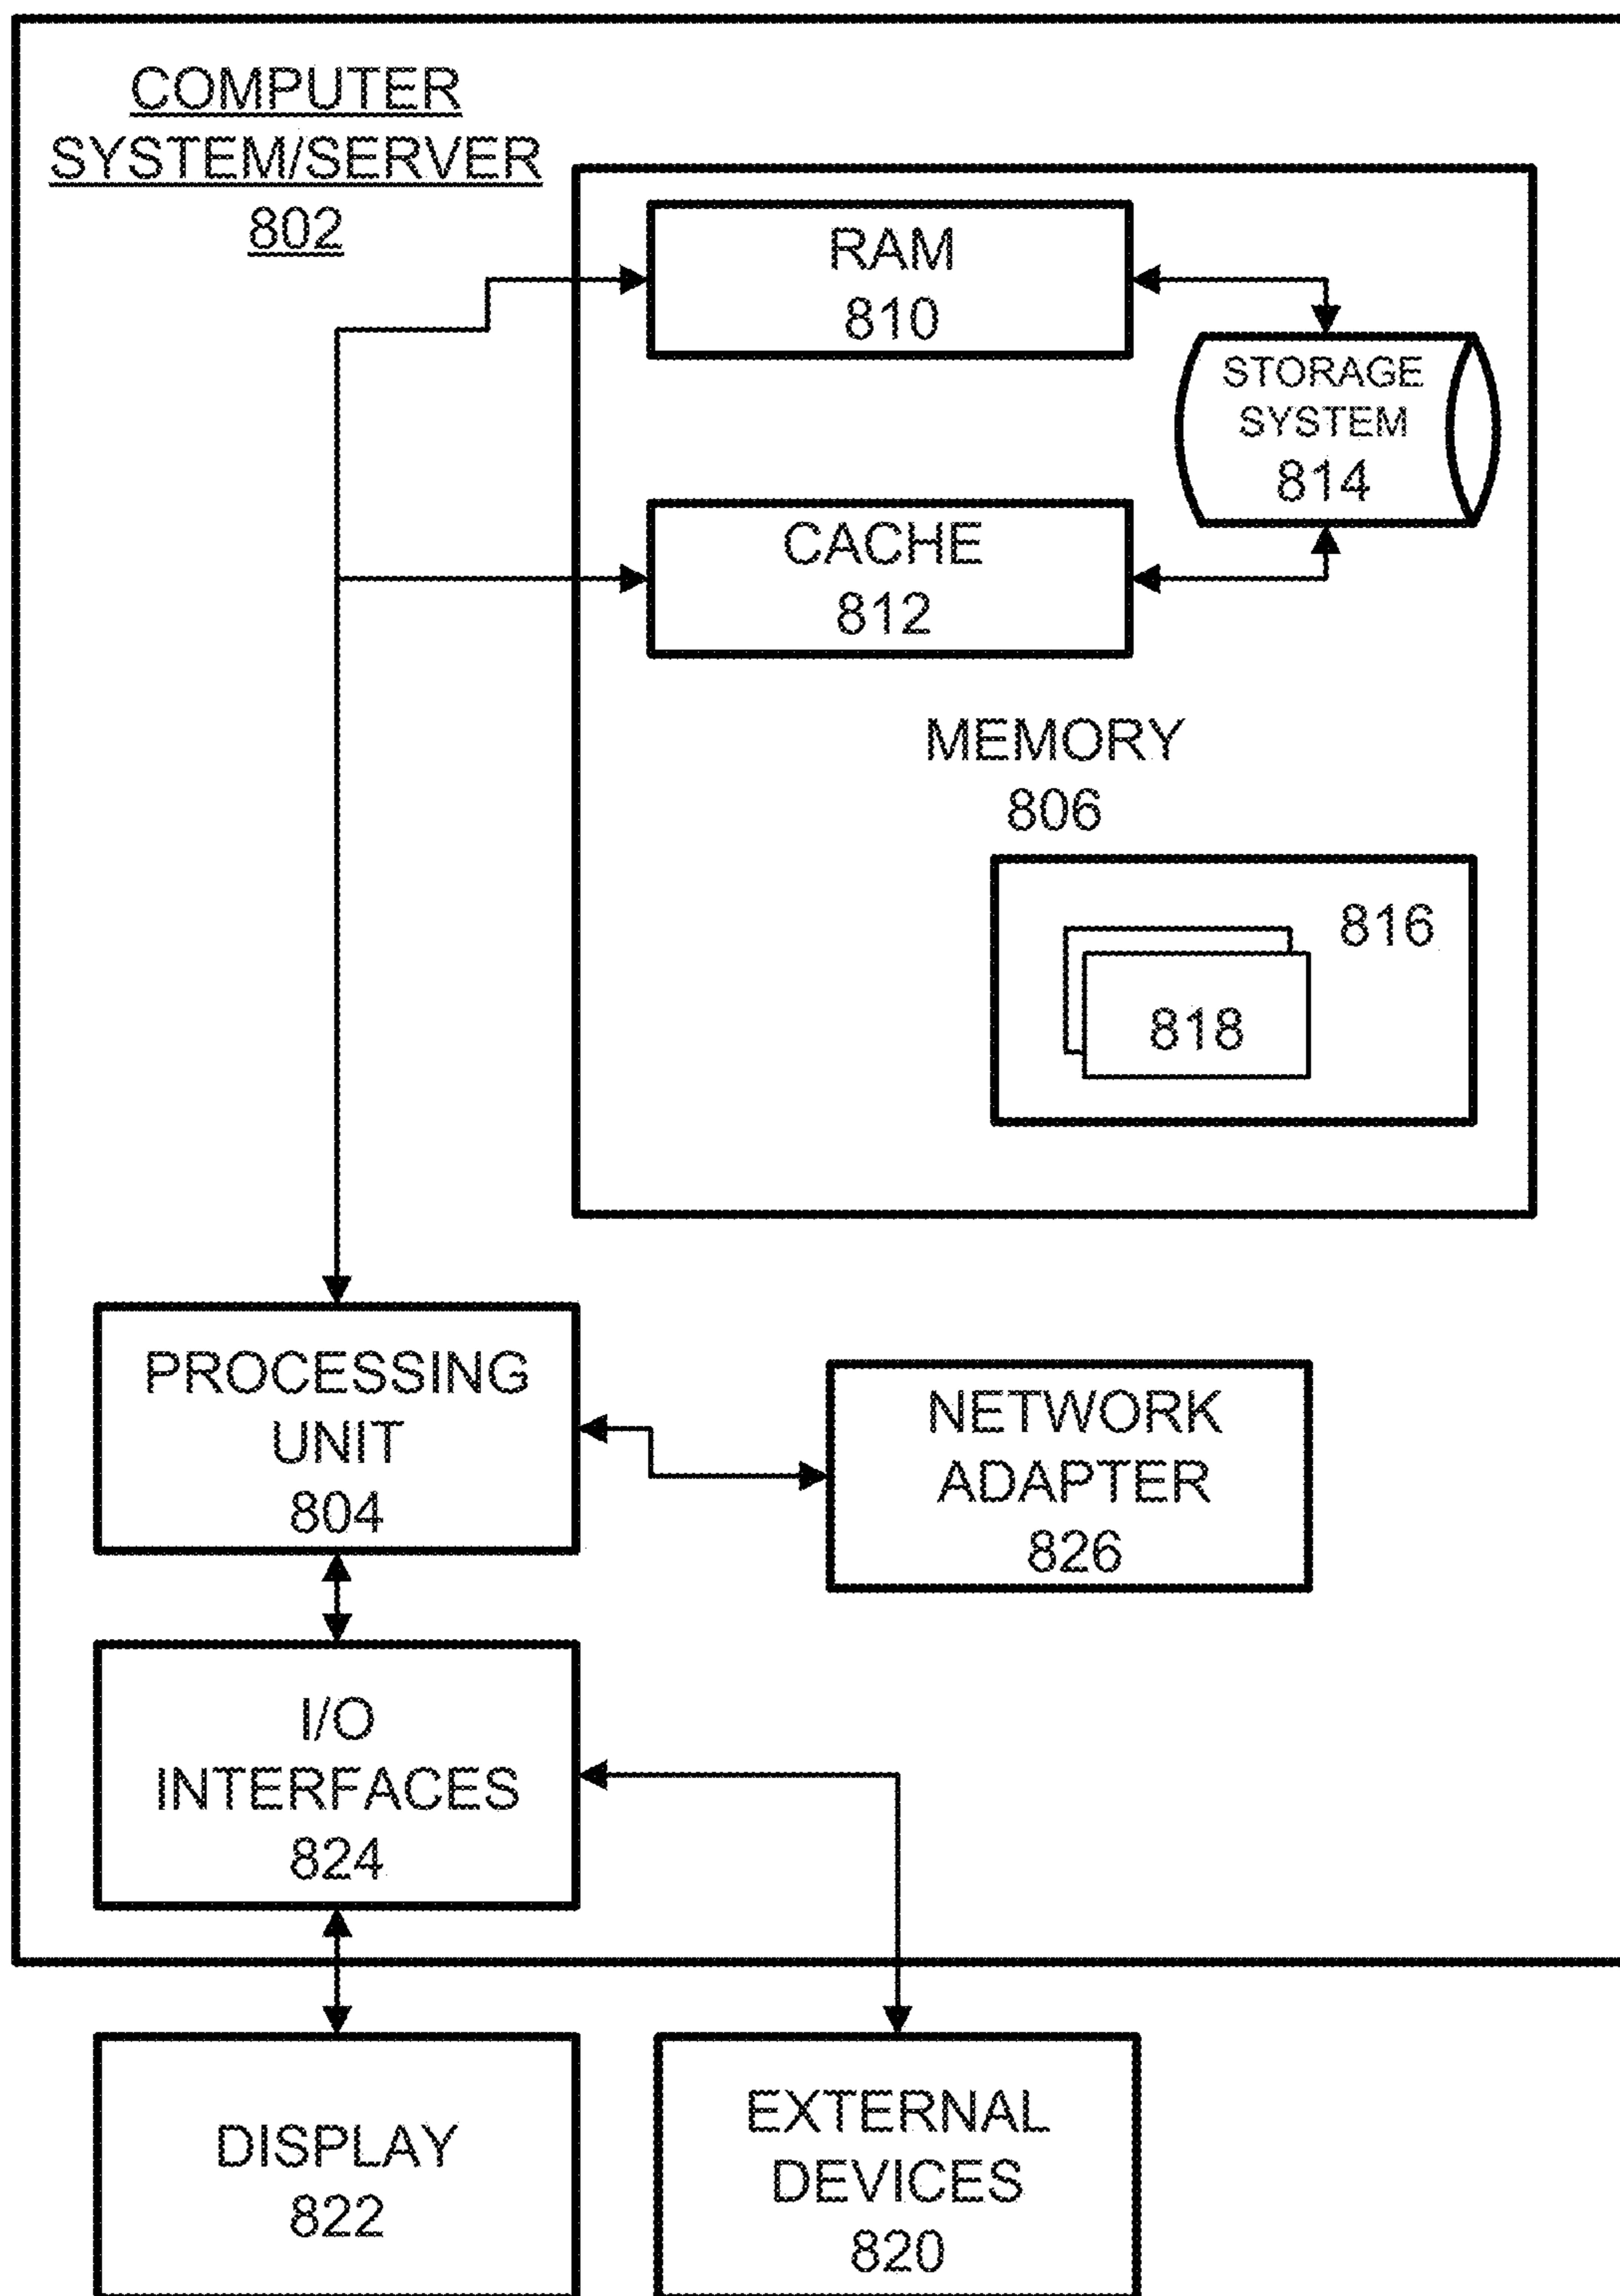 COMPUTER
SYSTEM/SERVER
802
RAM
810
STORAGE
SYSTEM
814
CACHE
812
MEMORY
806
816
818
PROCESSING
UNIT
804
NETWORK
ADAPTER
826
I/O
INTERFACES
824
DISPLAY
822
EXTERNAL
DEVICES
820